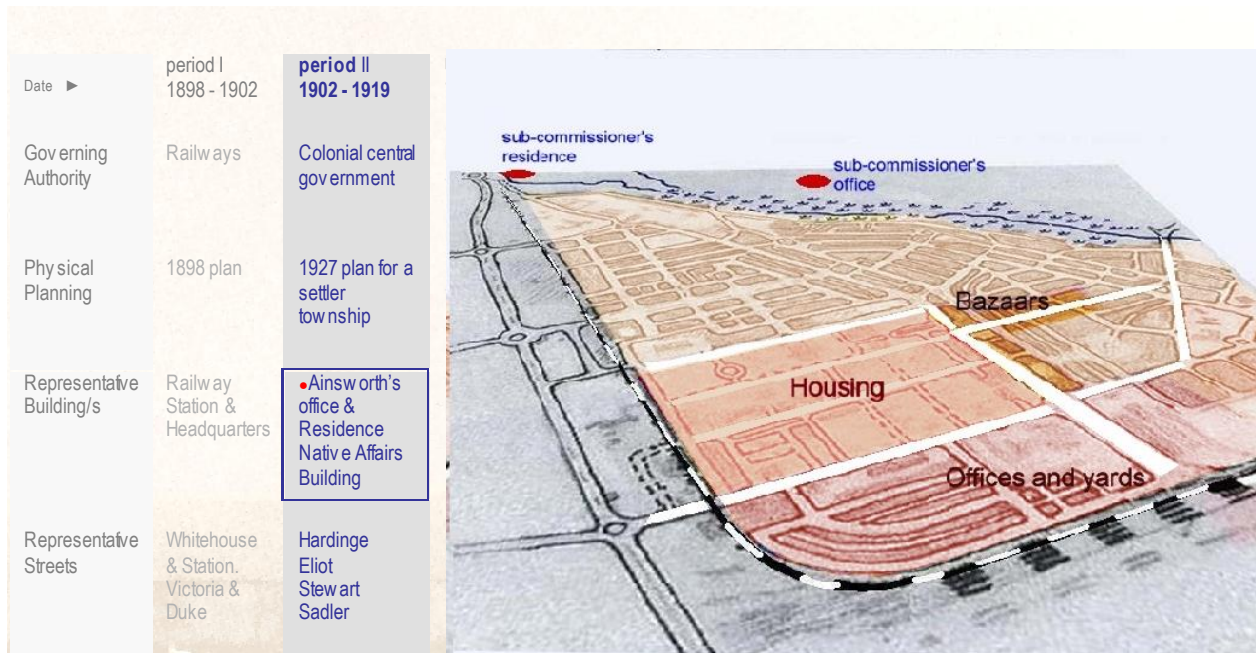 Date ►
period I
1898 - 1902
period II
1902 - 1919
Governing
Authority
Railways
Colonial central
government
Physical
Planning
1898 plan
1927 plan for a
settler
township
Representative
Building/s
Railway
Station &
Headquarters
●Ainsworth's
office &
Residence
Native Affairs
Building
Representative
Streets
Whitehouse
& Station.
Victoria &
Duke
Hardinge
Eliot
Stewart
Sadler
sub-commissioner's
residence
sub-commissioner's
office
Bazaars
Housing
Offices and yards